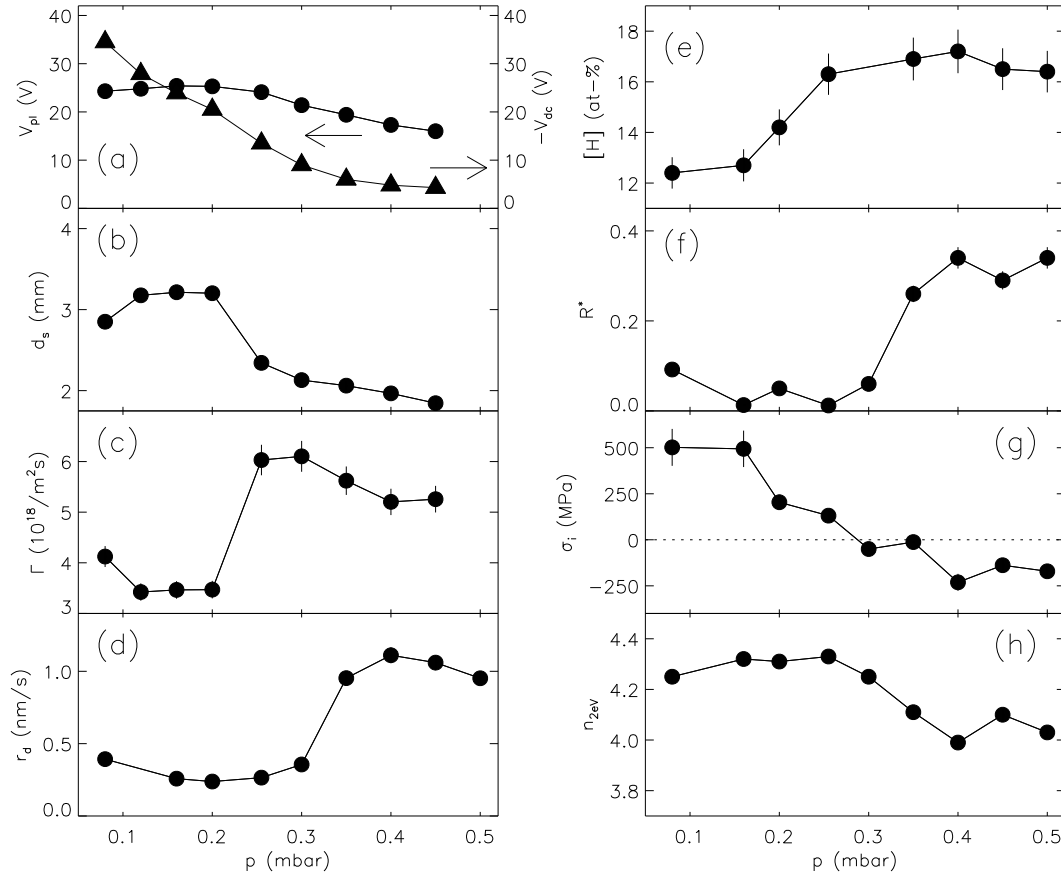 40
30
20
10
0
V_pl (V)
(a)
40
30
20
10
0
−V_dc (V)
4
3
2
d_s (mm)
(b)
6
5
4
3
Γ (10^18/m^2s)
(c)
1.0
0.5
0.0
r_d (nm/s)
(d)
0.1 0.2 0.3 0.4 0.5
p (mbar)
18
16
14
12
[H] (at−%)
(e)
0.4
0.2
0.0
R*
(f)
500
250
0
−250
σ_i (MPa)
(g)
4.4
4.2
4.0
3.8
n_2eV
(h)
0.1 0.2 0.3 0.4 0.5
p (mbar)